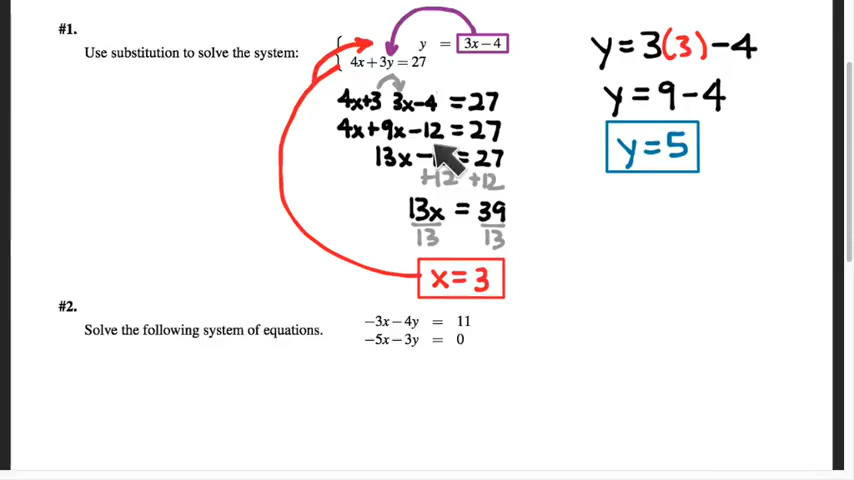 #1.
Use substitution to solve the system:
y = 3x − 4
4x + 3y = 27
4x+3 3x-4 = 27
4x+9x-12 = 27
13x- = 27
+12 +12
13x = 39
13 13
x = 3
y = 3(3) - 4
y = 9 - 4
y = 5
#2.
Solve the following system of equations.
−3x − 4y = 11
−5x − 3y = 0